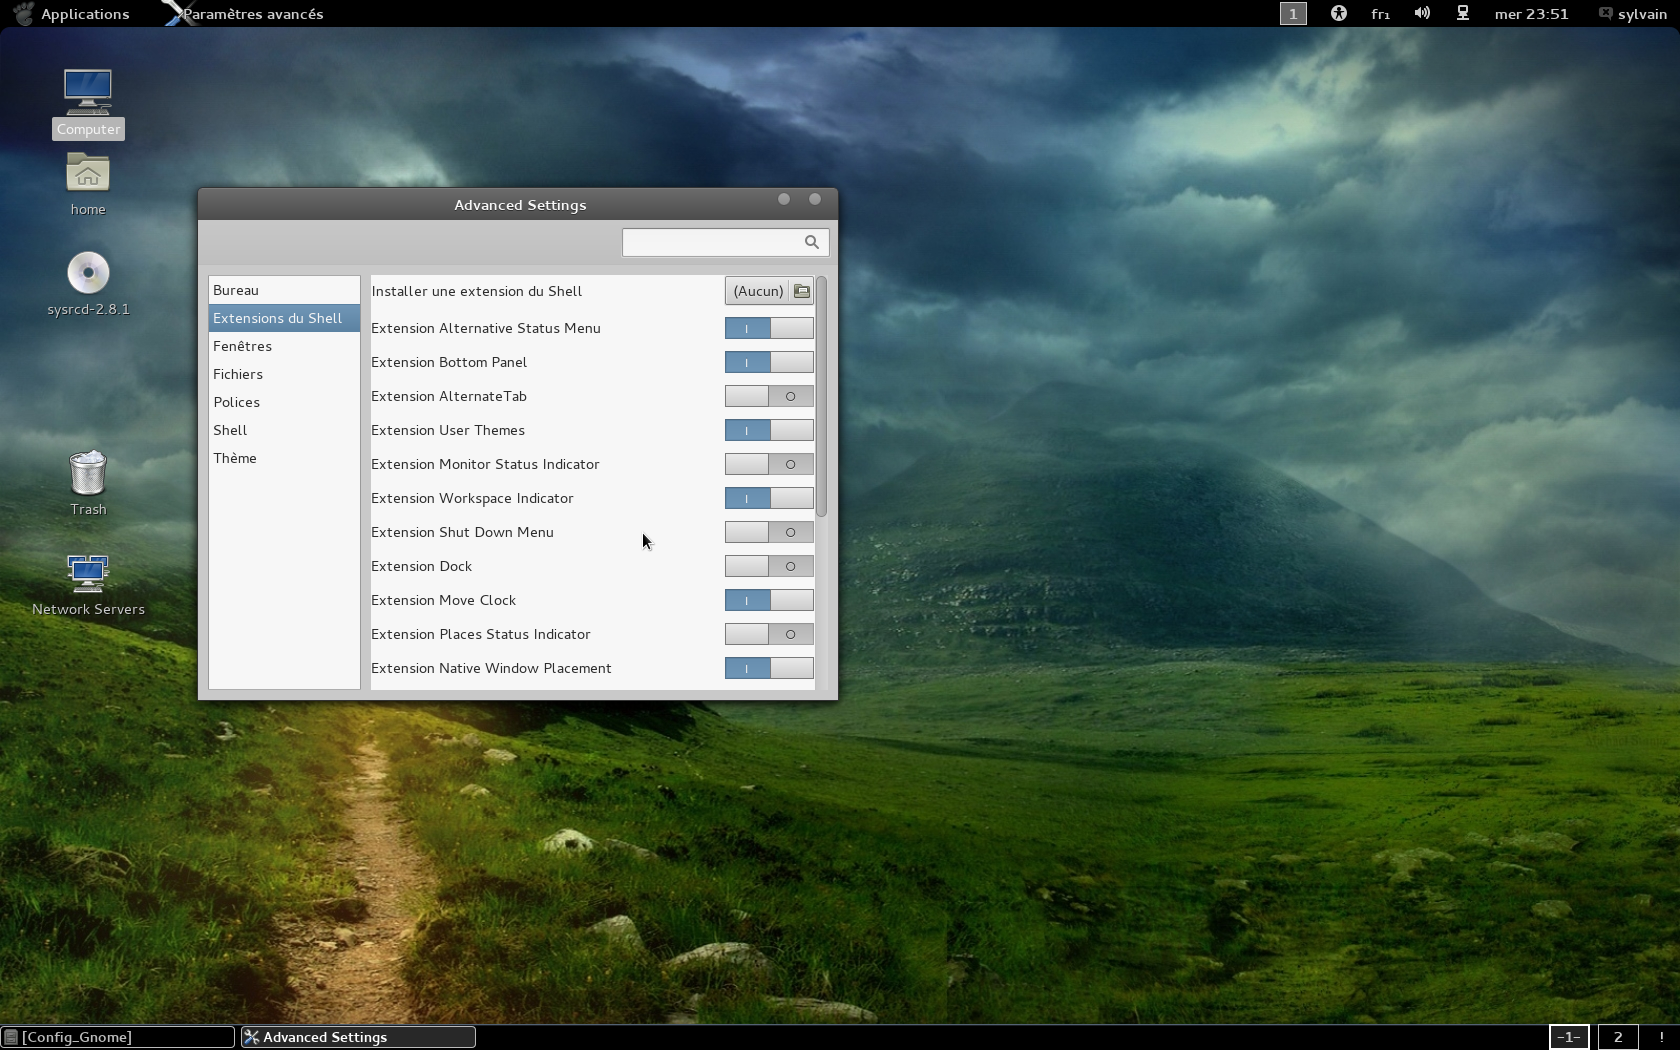 Applications
Paramètres avancés
1
fr₁
mer 23:51
sylvain
Computer
home
sysrcd-2.8.1
Trash
Network Servers
Advanced Settings
Bureau
Extensions du Shell
Fenêtres
Fichiers
Polices
Shell
Thème
Installer une extension du Shell (Aucun)
Extension Alternative Status Menu
Extension Bottom Panel
Extension AlternateTab
Extension User Themes
Extension Monitor Status Indicator
Extension Workspace Indicator
Extension Shut Down Menu
Extension Dock
Extension Move Clock
Extension Places Status Indicator
Extension Native Window Placement
[Config_Gnome]
Advanced Settings
-1-
2
!